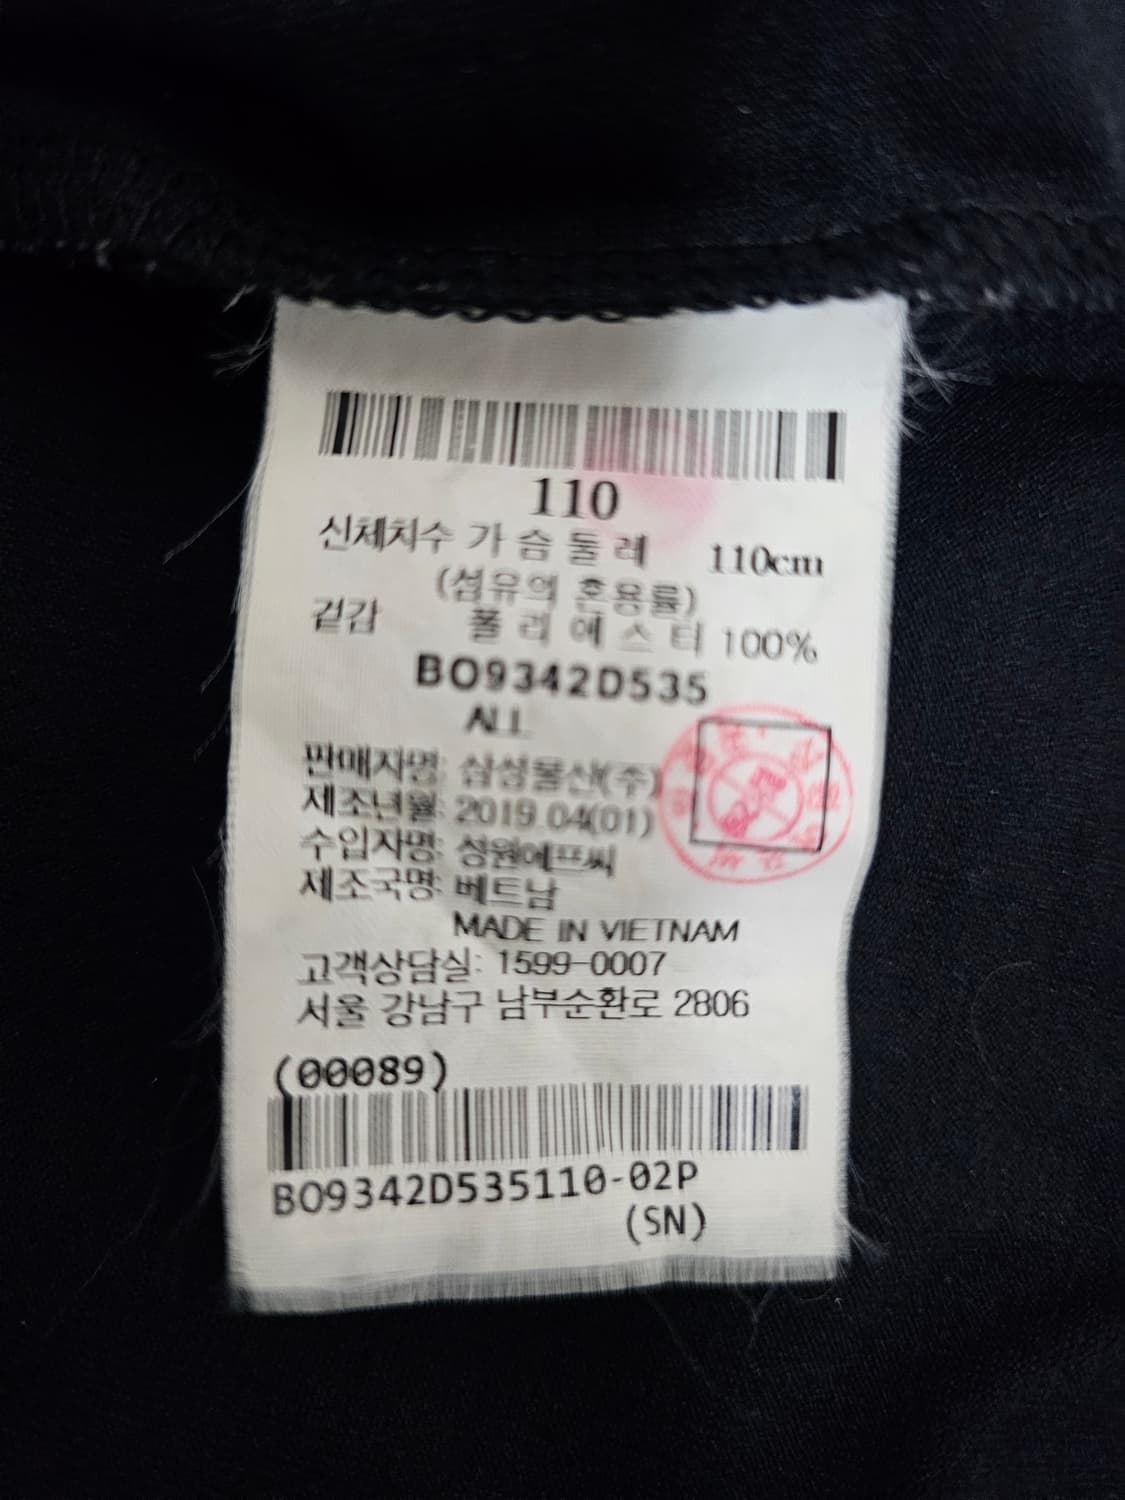 110
신체치수 가슴둘레 110cm
(섬유의 혼용률)
겉감 폴리에스터 100%
BO9342D535
ALL
판매자명: 삼성물산(주)
제조년월: 2019.04(01)
수입자명: 성원에프씨
제조국명: 베트남
MADE IN VIETNAM
고객상담실: 1599-0007
서울 강남구 남부순환로 2806
(00089)
BO9342D535110-02P
(SN)